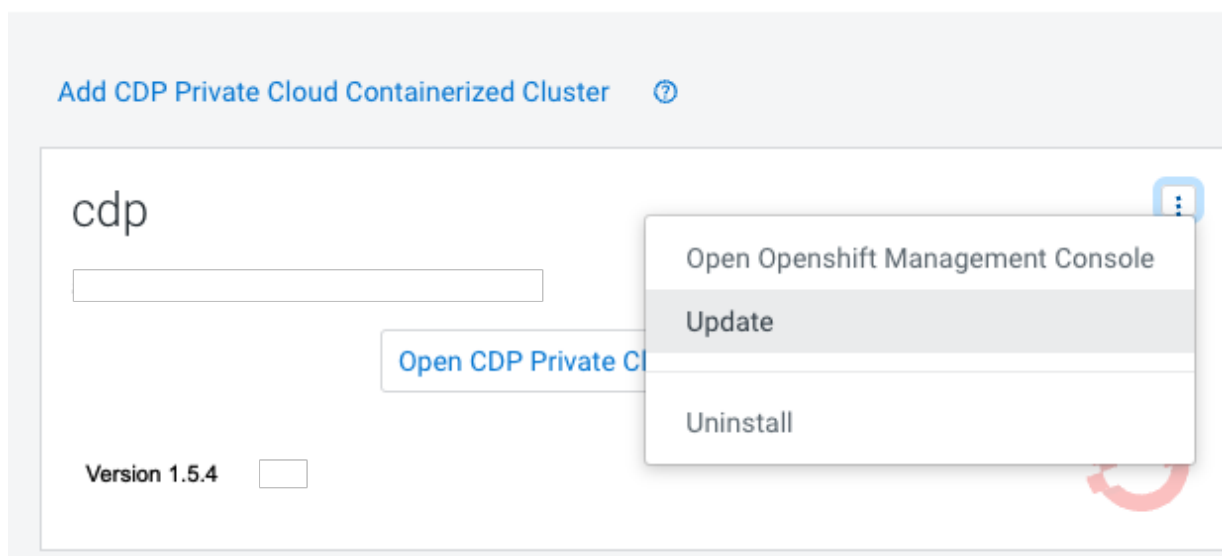 Add CDP Private Cloud Containerized Cluster
cdp
Open Openshift Management Console
Update
Open CDP Private
Uninstall
Version 1.5.4